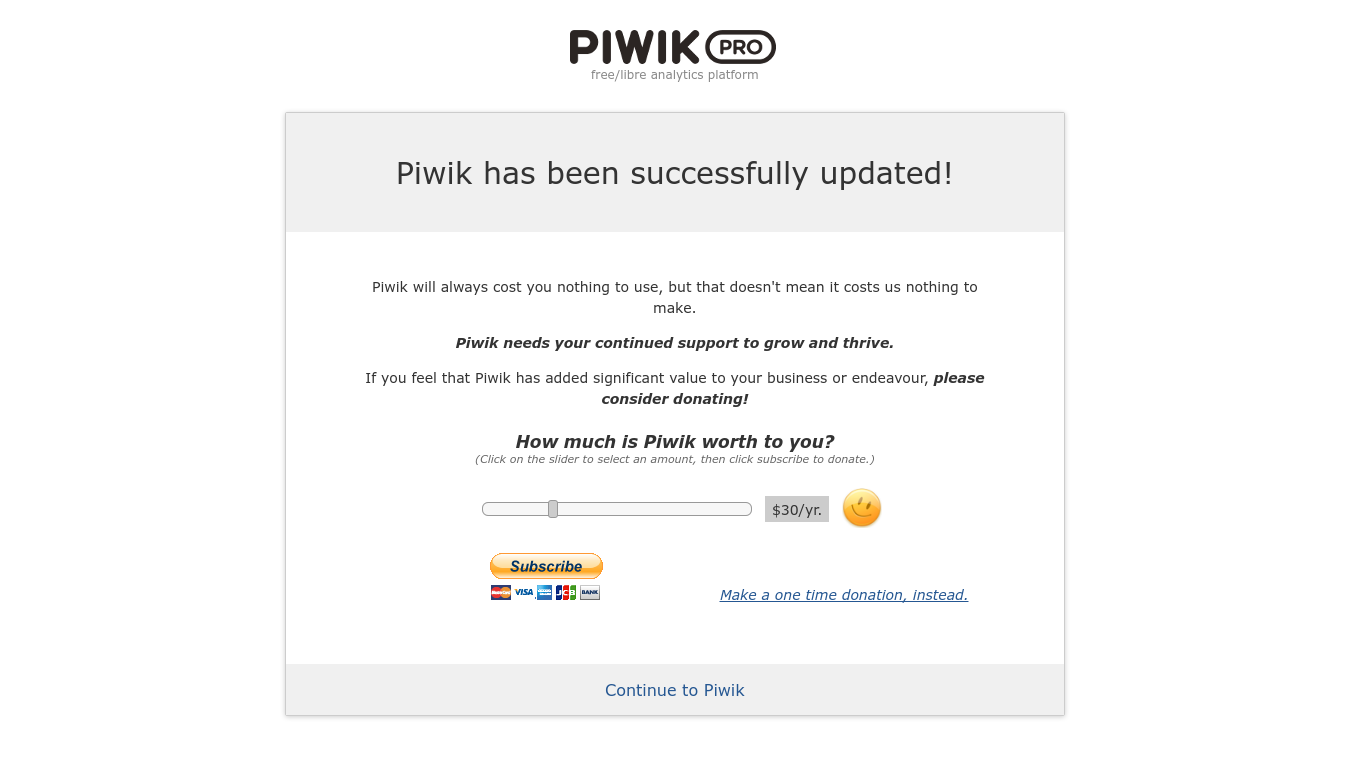 PIWIK PRO
free/libre analytics platform
Piwik has been successfully updated!
Piwik will always cost you nothing to use, but that doesn't mean it costs us nothing to
make.
Piwik needs your continued support to grow and thrive.
If you feel that Piwik has added significant value to your business or endeavour, please
consider donating!
How much is Piwik worth to you?
(Click on the slider to select an amount, then click subscribe to donate.)
$30/yr.
Subscribe
MasterCard VISA JCB BANK
Make a one time donation, instead.
Continue to Piwik